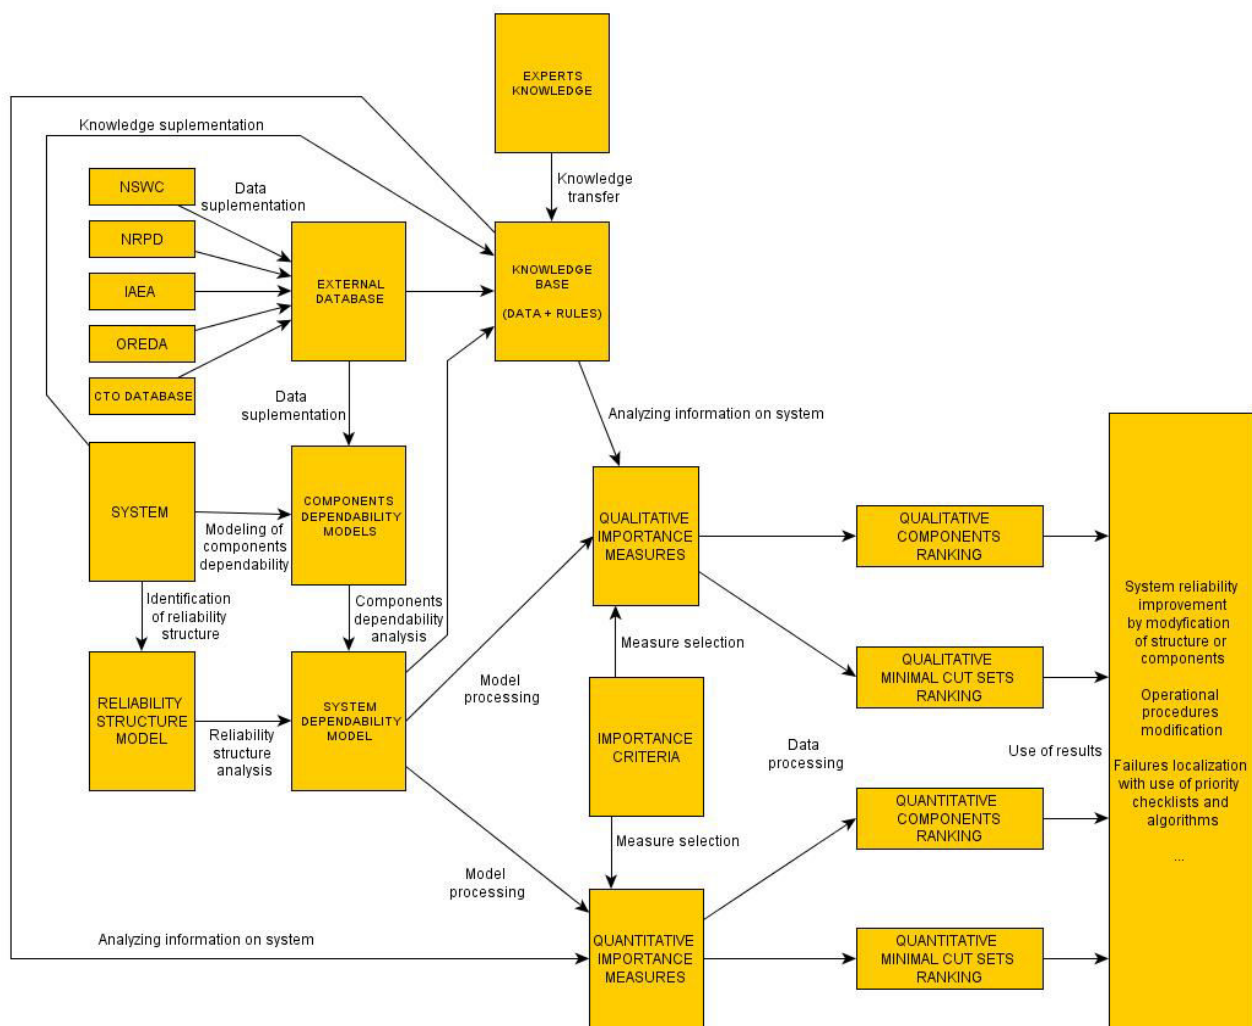 EXPERTS
KNOWLEDGE
Knowledge suplementation
Knowledge
transfer
NSWC
Data
suplementation
NRPD
IAEA
OREDA
CTO DATABASE
EXTERNAL
DATABASE
KNOWLEDGE
BASE
(DATA + RULES)
Data
suplementation
Analyzing information on system
SYSTEM
Modeling of
components
dependability
COMPONENTS
DEPENDABILITY
MODELS
QUALITATIVE
IMPORTANCE
MEASURES
QUALITATIVE
COMPONENTS
RANKING
Identification
of reliability
structure
Components
dependability
analysis
Measure selection
RELIABILITY
STRUCTURE
MODEL
Reliability
structure
analysis
SYSTEM
DEPENDABILITY
MODEL
Model
processing
IMPORTANCE
CRITERIA
QUALITATIVE
MINIMAL CUT SETS
RANKING
Data
processing
Use of results
System reliability
improvement
by modyfication
of structure or
components
Operational
procedures
modification
Failures localization
with use of priority
checklists and
algorithms
...
QUANTITATIVE
COMPONENTS
RANKING
Measure selection
Model
processing
Analyzing information on system
QUANTITATIVE
IMPORTANCE
MEASURES
QUANTITATIVE
MINIMAL CUT SETS
RANKING